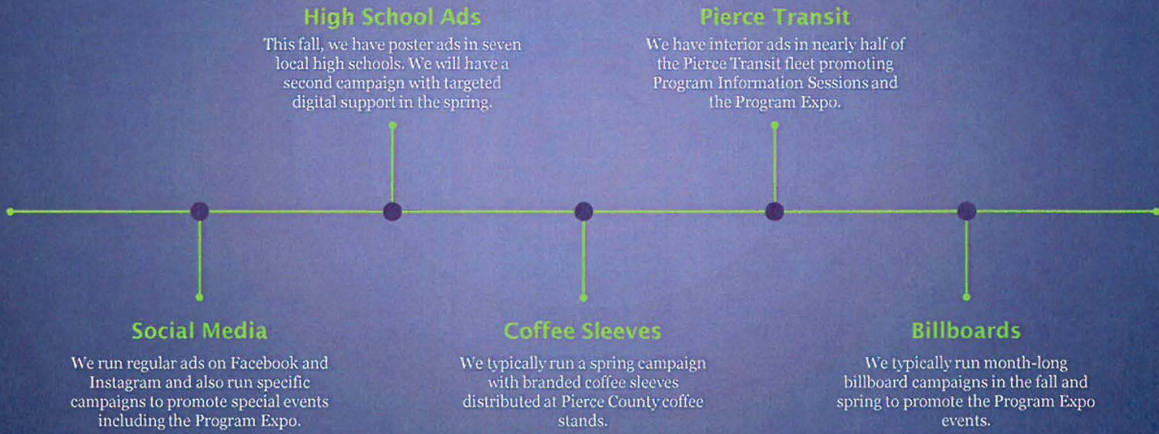 High School Ads
This fall, we have poster ads in seven
local high schools. We will have a
second campaign with targeted
digital support in the spring.
Pierce Transit
We have interior ads in nearly half of
the Pierce Transit fleet promoting
Program Information Sessions and
the Program Expo.
Social Media
We run regular ads on Facebook and
Instagram and also run specific
campaigns to promote special events
including the Program Expo.
Coffee Sleeves
We typically run a spring campaign
with branded coffee sleeves
distributed at Pierce County coffee
stands.
Billboards
We typically run month-long
billboard campaigns in the fall and
spring to promote the Program Expo
events.